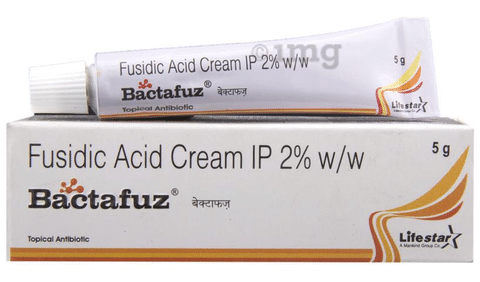 1mg
Fusidic Acid Cream IP 2% w/w
5 g
Bactafuz® बेक्टाफज़
Topical Antibiotic
Lifestar
Fusidic Acid Cream IP 2% w/w
5 g
Bactafuz® बेक्टाफज़
Topical Antibiotic
Lifestar
A Mankind Group Co.